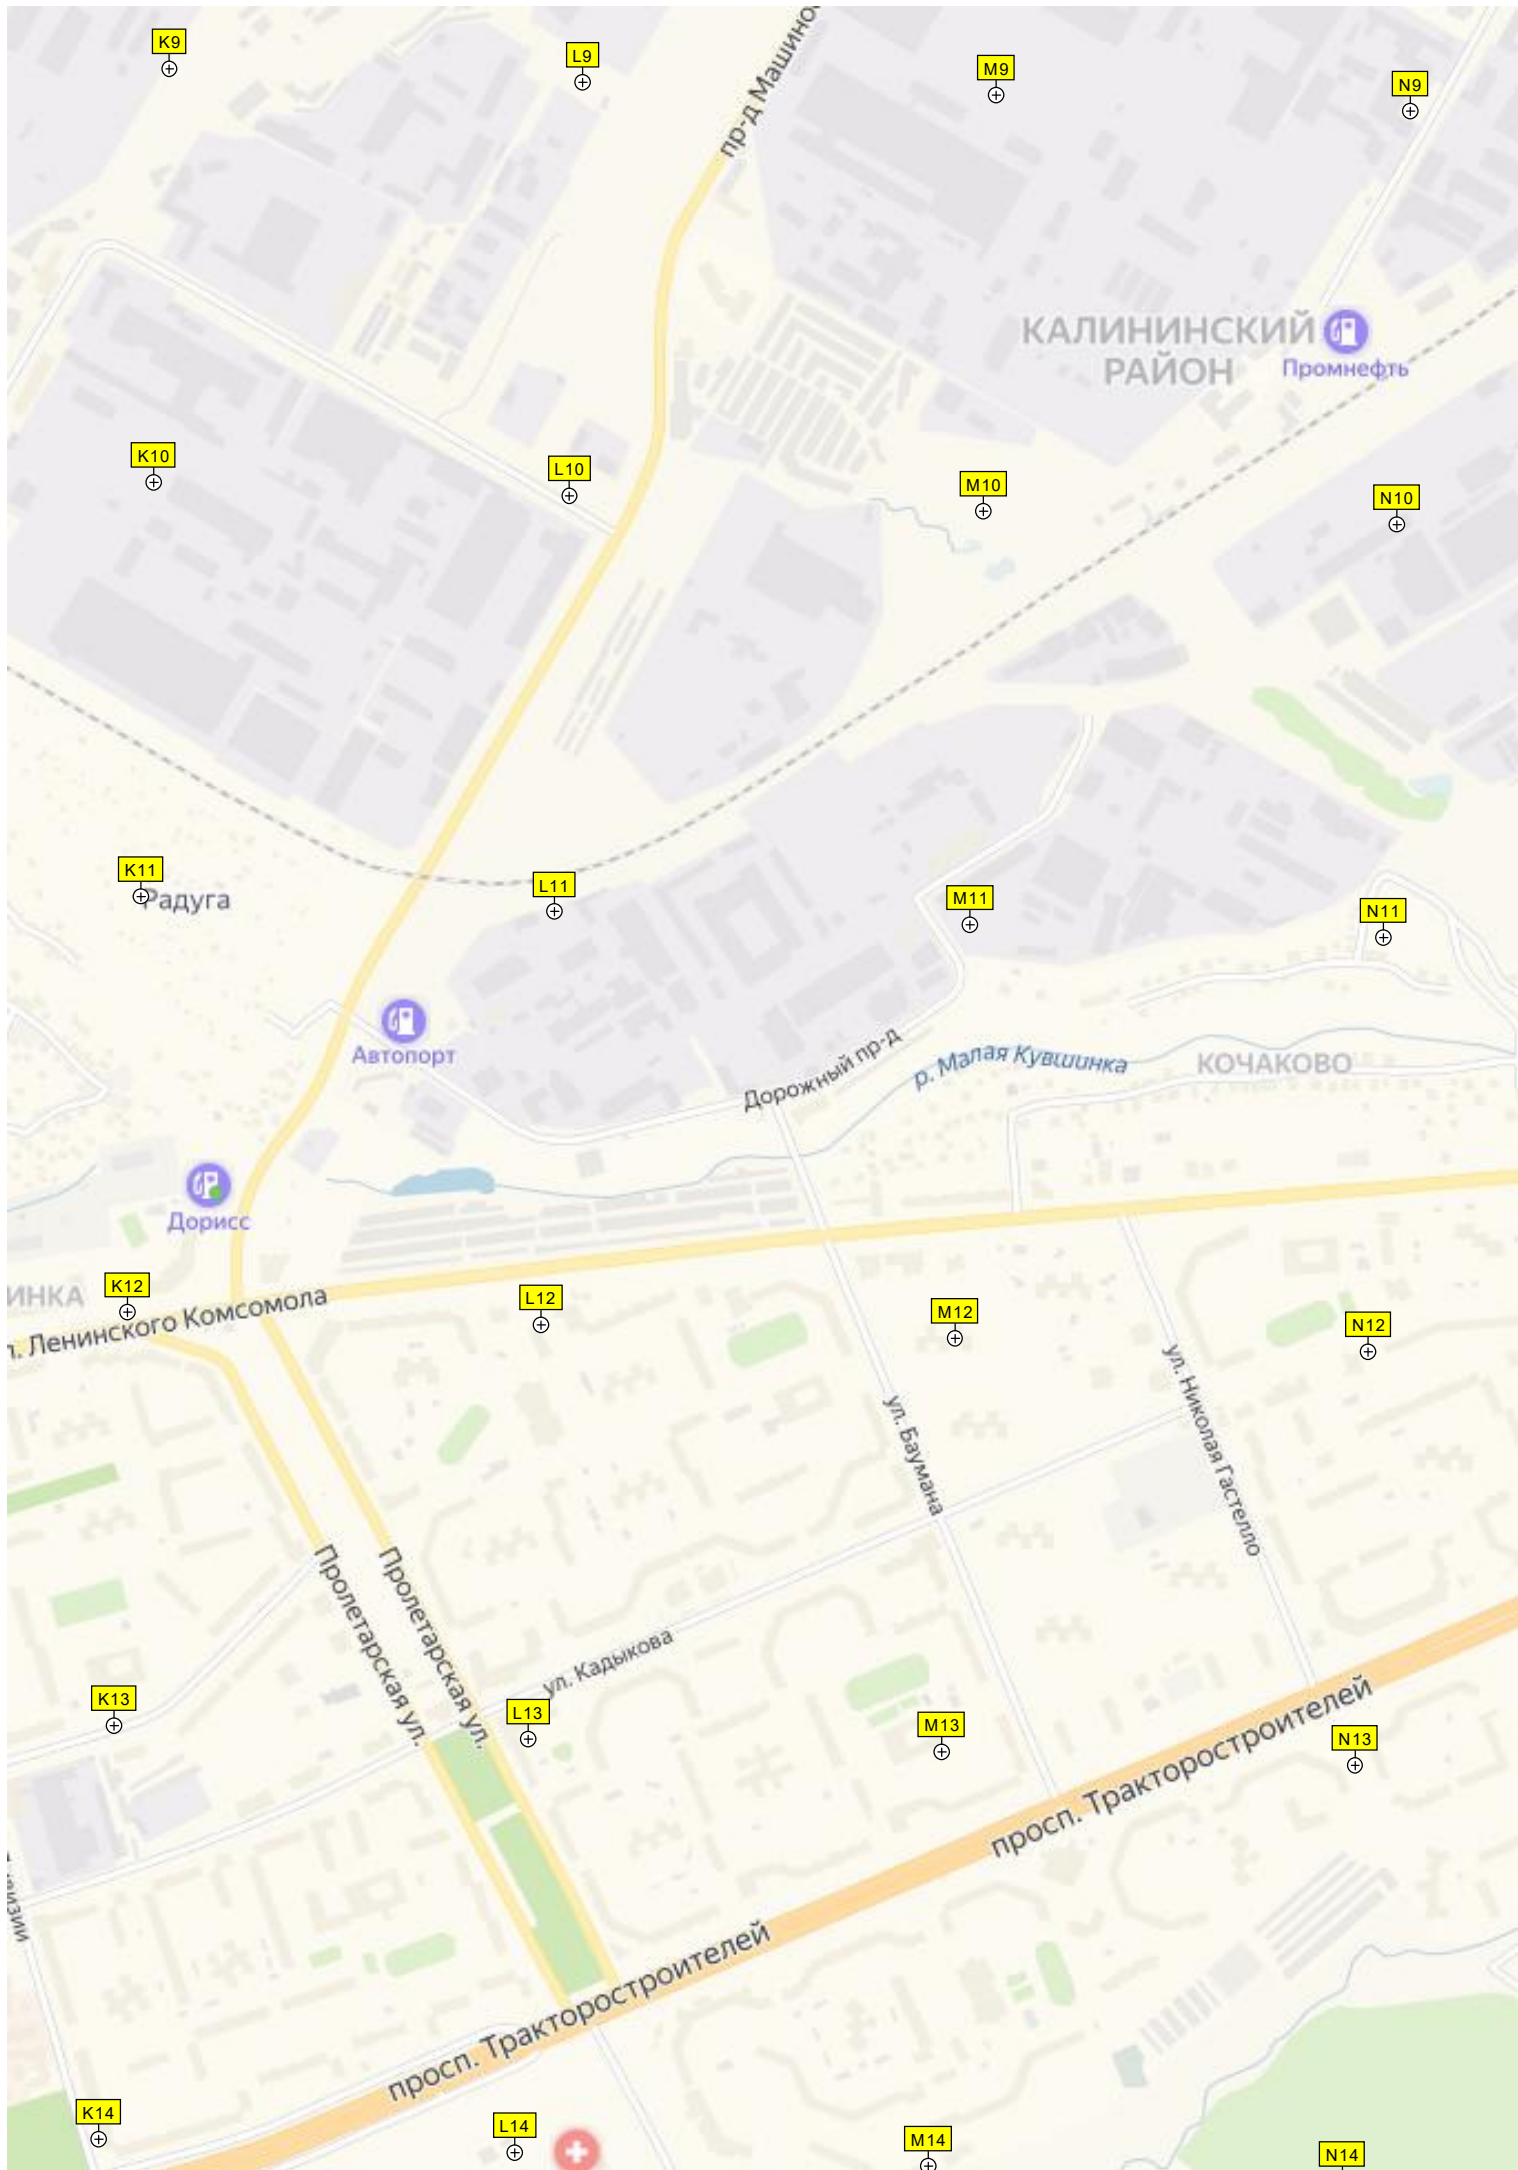 K9
L9
M9
N9
пр-д Машино
КАЛИНИНСКИЙ
РАЙОН
Промнефть
K10
L10
M10
N10
K11
L11
M11
N11
Радуга
Автопорт
Дорожный пр-д
р. Малая Кувшинка
КОЧАКОВО
Дорисс
ИНКА
K12
L12
M12
N12
л. Ленинского Комсомола
ул. Николая Гастелло
ул. Баумана
Пролетарская ул.
Пролетарская ул.
ул. Кадыкова
K13
L13
M13
N13
просп. Тракторостроителей
просп. Тракторостроителей
K14
L14
M14
N14